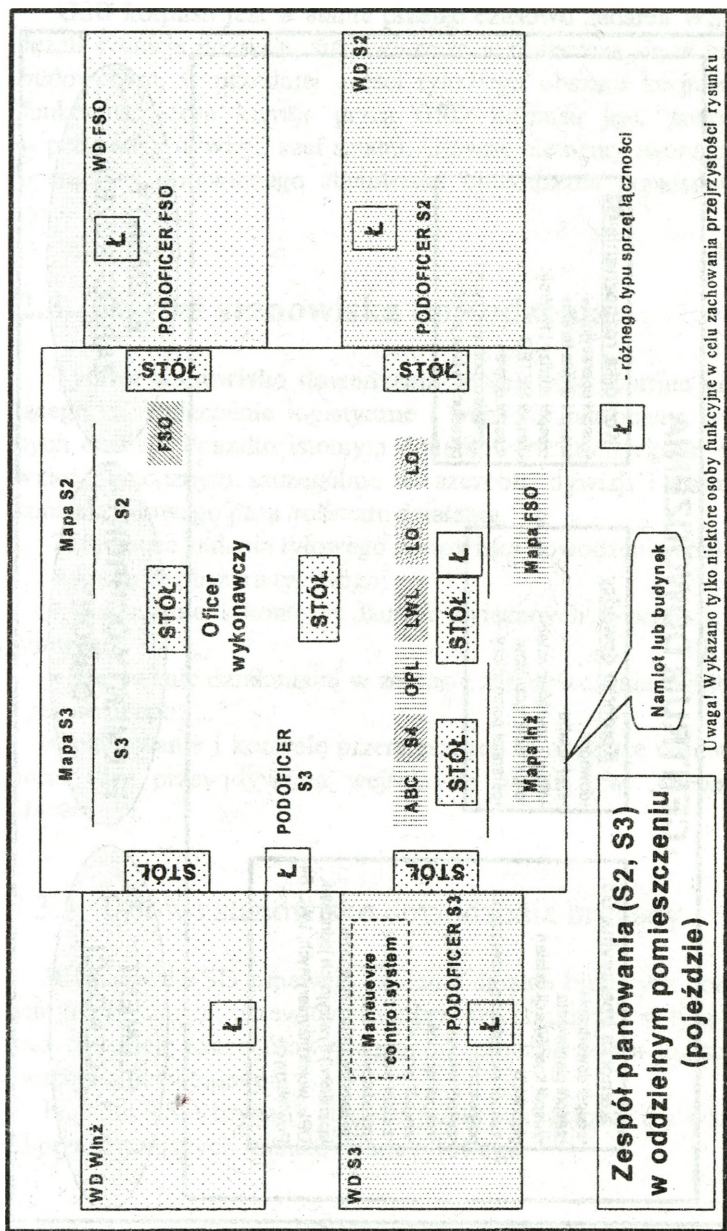 WD Winż
Ł
WD S3
Maneuevre
control system
PODOFICER S3
Ł
STÓŁ
Ł
STÓŁ
Mapa S3
S3
Mapa S2
S2
STÓŁ
Oficer
wykonawczy
FSO
PODOFICER
S3
STÓŁ
ABC
S4
OPL
LWL
LO
LO
STÓŁ
STÓŁ
Ł
Mapa inż
Mapa FSO
STÓŁ
STÓŁ
WD FSO
Ł
PODOFICER FSO
WD S2
Ł
PODOFICER S2
Zespół planowania (S2, S3)
w oddzielnym pomieszczeniu
(pojeździe)
Namiot lub budynek
Ł
-różnego typu sprzęt łączności
Uwaga! Wykazano tylko niektóre osoby funkcyjne w celu zachowania przejrzystości rysunku